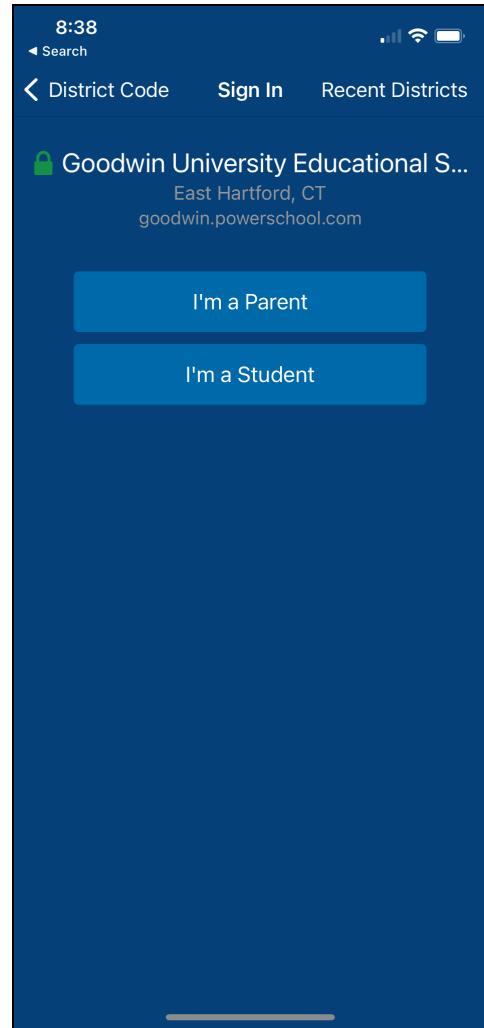 8:38
◀ Search
District Code Sign In Recent Districts
Goodwin University Educational S...
East Hartford, CT
goodwin.powerschool.com
I'm a Parent
I'm a Student